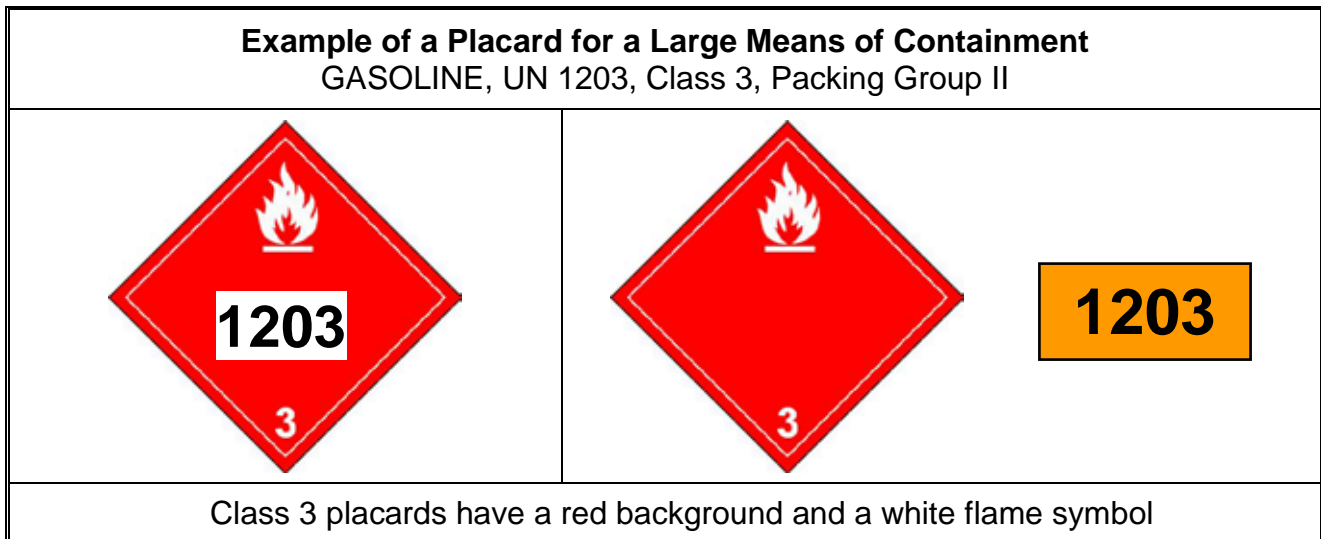 Example of a Placard for a Large Means of Containment
GASOLINE, UN 1203, Class 3, Packing Group II
1203
3
3
1203
Class 3 placards have a red background and a white flame symbol